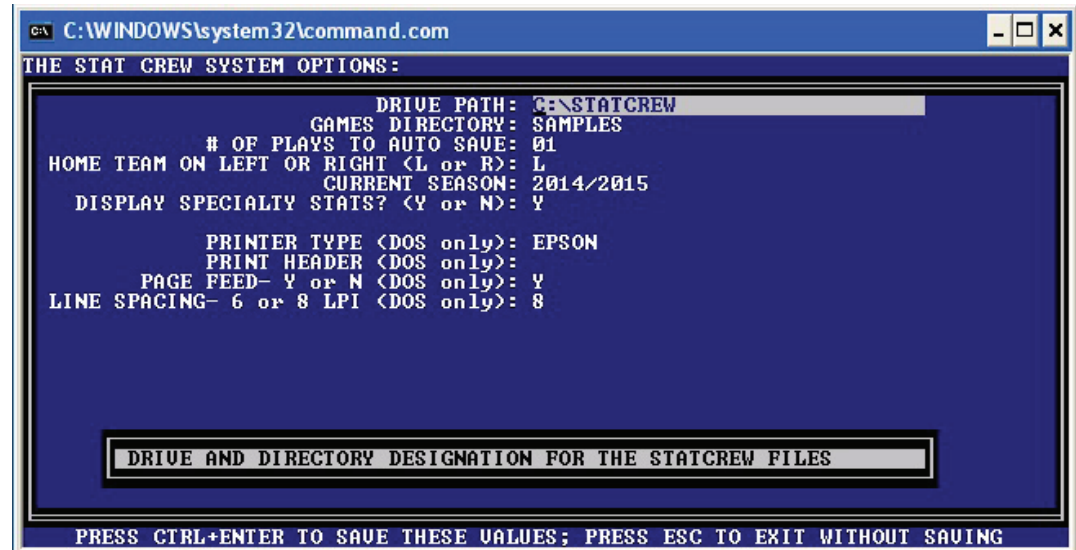 C:\WINDOWS\system32\command.com
THE STAT CREW SYSTEM OPTIONS:
DRIVE PATH: C:\STATCREW
GAMES DIRECTORY: SAMPLES
# OF PLAYS TO AUTO SAVE: 01
HOME TEAM ON LEFT OR RIGHT (L or R): L
CURRENT SEASON: 2014/2015
DISPLAY SPECIALTY STATS? (Y or N): Y
PRINTER TYPE (DOS only): EPSON
PRINT HEADER (DOS only):
PAGE FEED- Y or N (DOS only): Y
LINE SPACING- 6 or 8 LPI (DOS only): 8
DRIVE AND DIRECTORY DESIGNATION FOR THE STATCREW FILES
PRESS CTRL+ENTER TO SAVE THESE VALUES; PRESS ESC TO EXIT WITHOUT SAVING